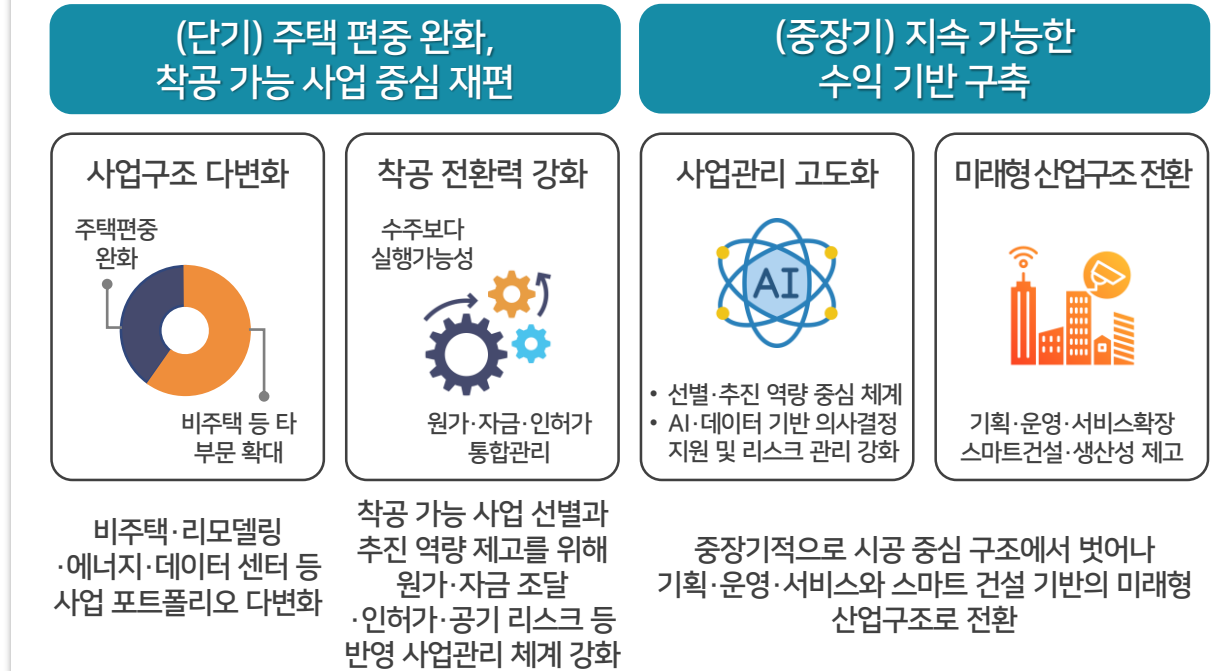 (단기) 주택 편중 완화,
착공 가능 사업 중심 재편
(중장기) 지속 가능한
수익 기반 구축
사업구조 다변화
주택편중
완화
비주택 등 타
부문 확대
착공 전환력 강화
수주보다
실행가능성
원가·자금·인허가
통합관리
사업관리 고도화
AI
• 선별·추진 역량 중심 체계
• AI·데이터 기반 의사결정
지원 및 리스크 관리 강화
미래형 산업구조 전환
기획·운영·서비스확장
스마트건설·생산성 제고
비주택·리모델링
·에너지·데이터 센터 등
사업 포트폴리오 다변화
착공 가능 사업 선별과
추진 역량 제고를 위해
원가·자금 조달
·인허가·공기 리스크 등
반영 사업관리 체계 강화
중장기적으로 시공 중심 구조에서 벗어나
기획·운영·서비스와 스마트 건설 기반의 미래형
산업구조로 전환